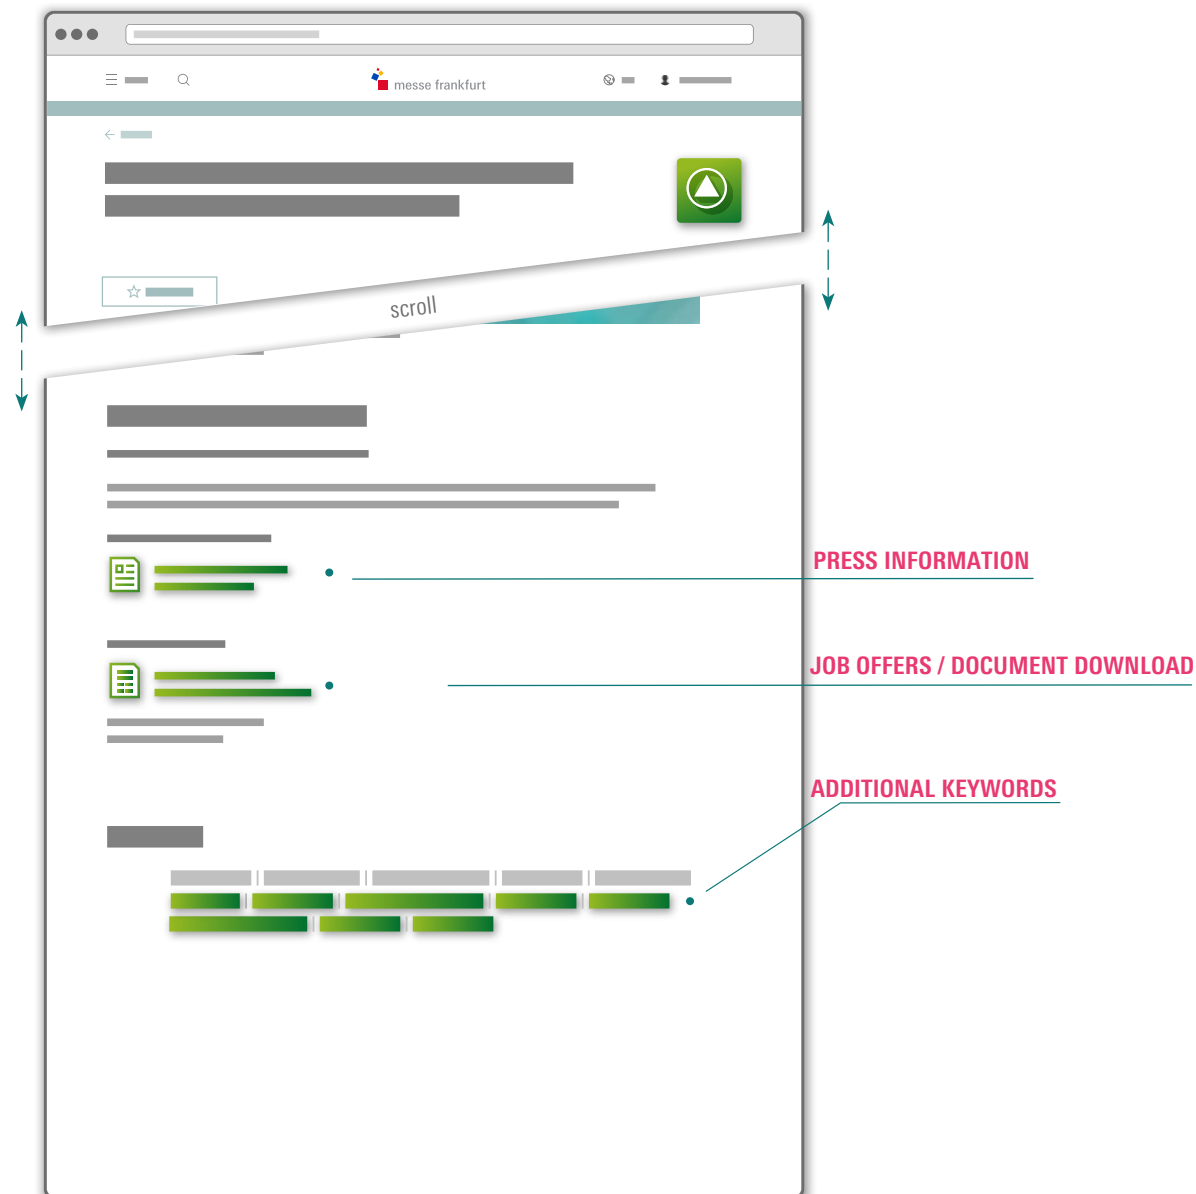 messe frankfurt
scroll
PRESS INFORMATION
JOB OFFERS / DOCUMENT DOWNLOAD
ADDITIONAL KEYWORDS